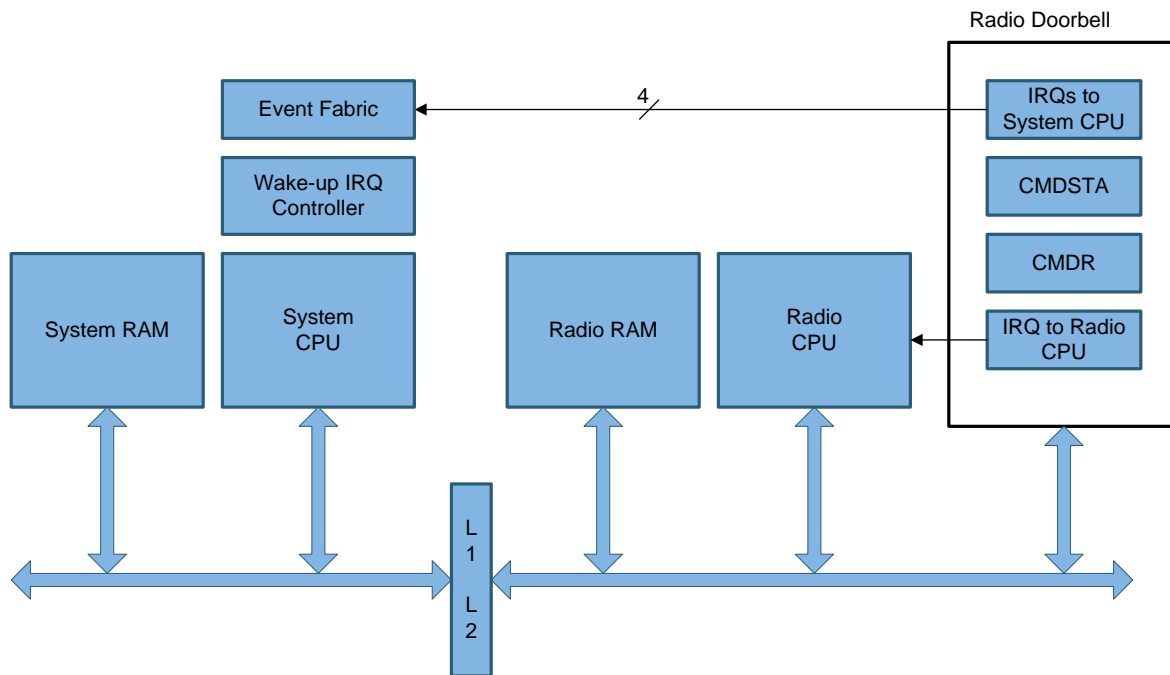 Radio Doorbell
4
Event Fabric
IRQs to
System CPU
Wake-up IRQ
Controller
CMDSTA
CMDR
System RAM
System
CPU
Radio RAM
Radio
CPU
IRQ to Radio
CPU
L
1
L
2